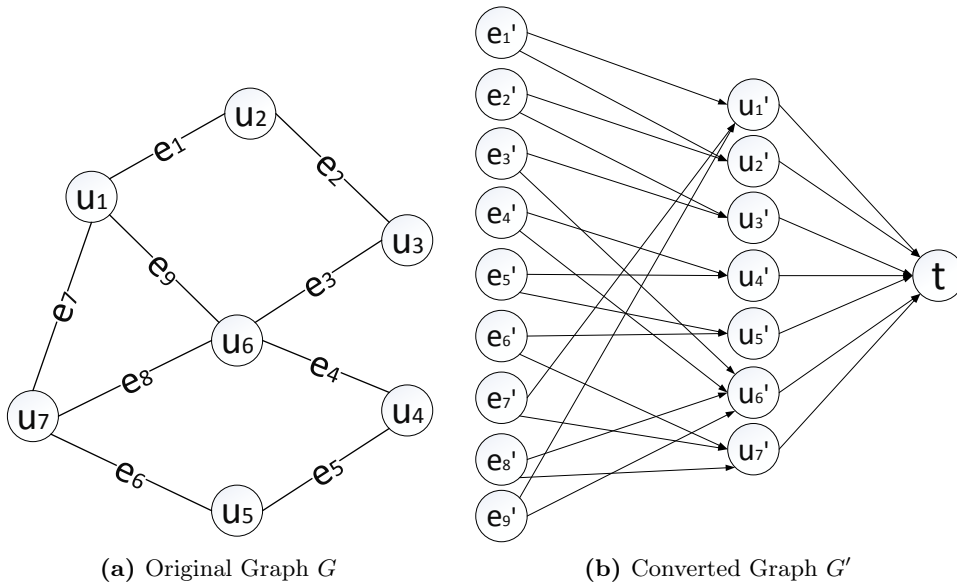 u1
u2
u3
u4
u5
u6
u7
e1
e2
e3
e4
e5
e6
e7
e8
e9
(a) Original Graph G
e1'
e2'
e3'
e4'
e5'
e6'
e7'
e8'
e9'
u1'
u2'
u3'
u4'
u5'
u6'
u7'
t
(b) Converted Graph G′